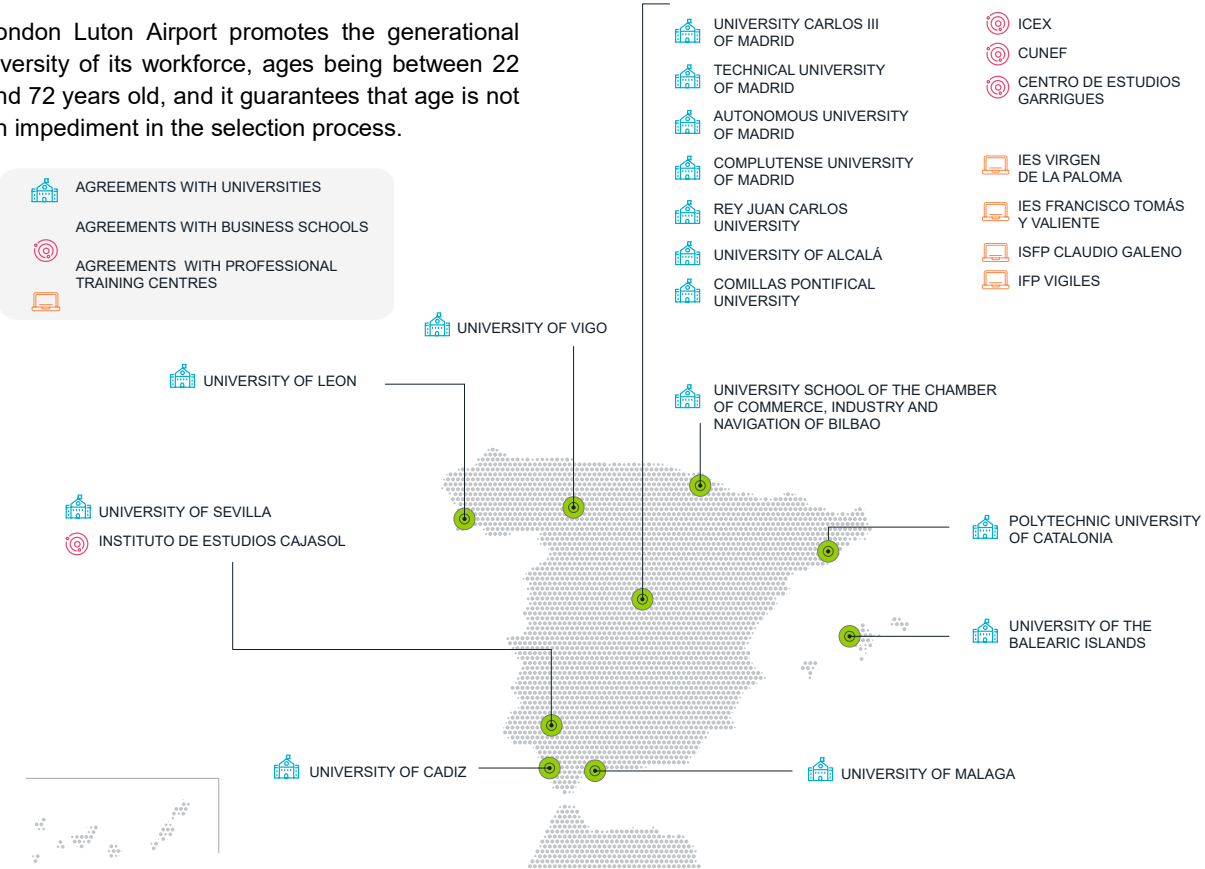 London Luton Airport promotes the generational
diversity of its workforce, ages being between 22
and 72 years old, and it guarantees that age is not
an impediment in the selection process.
AGREEMENTS WITH UNIVERSITIES
AGREEMENTS WITH BUSINESS SCHOOLS
AGREEMENTS WITH PROFESSIONAL
TRAINING CENTRES
UNIVERSITY CARLOS III
OF MADRID
TECHNICAL UNIVERSITY
OF MADRID
AUTONOMOUS UNIVERSITY
OF MADRID
COMPLUTENSE UNIVERSITY
OF MADRID
REY JUAN CARLOS
UNIVERSITY
UNIVERSITY OF ALCALÁ
COMILLAS PONTIFICAL
UNIVERSITY
ICEX
CUNEF
CENTRO DE ESTUDIOS
GARRIGUES
IES VIRGEN
DE LA PALOMA
IES FRANCISCO TOMÁS
Y VALIENTE
ISFP CLAUDIO GALENO
IFP VIGILES
UNIVERSITY OF VIGO
UNIVERSITY OF LEON
UNIVERSITY SCHOOL OF THE CHAMBER
OF COMMERCE, INDUSTRY AND
NAVIGATION OF BILBAO
UNIVERSITY OF SEVILLA
INSTITUTO DE ESTUDIOS CAJASOL
POLYTECHNIC UNIVERSITY
OF CATALONIA
UNIVERSITY OF THE
BALEARIC ISLANDS
UNIVERSITY OF CADIZ
UNIVERSITY OF MALAGA